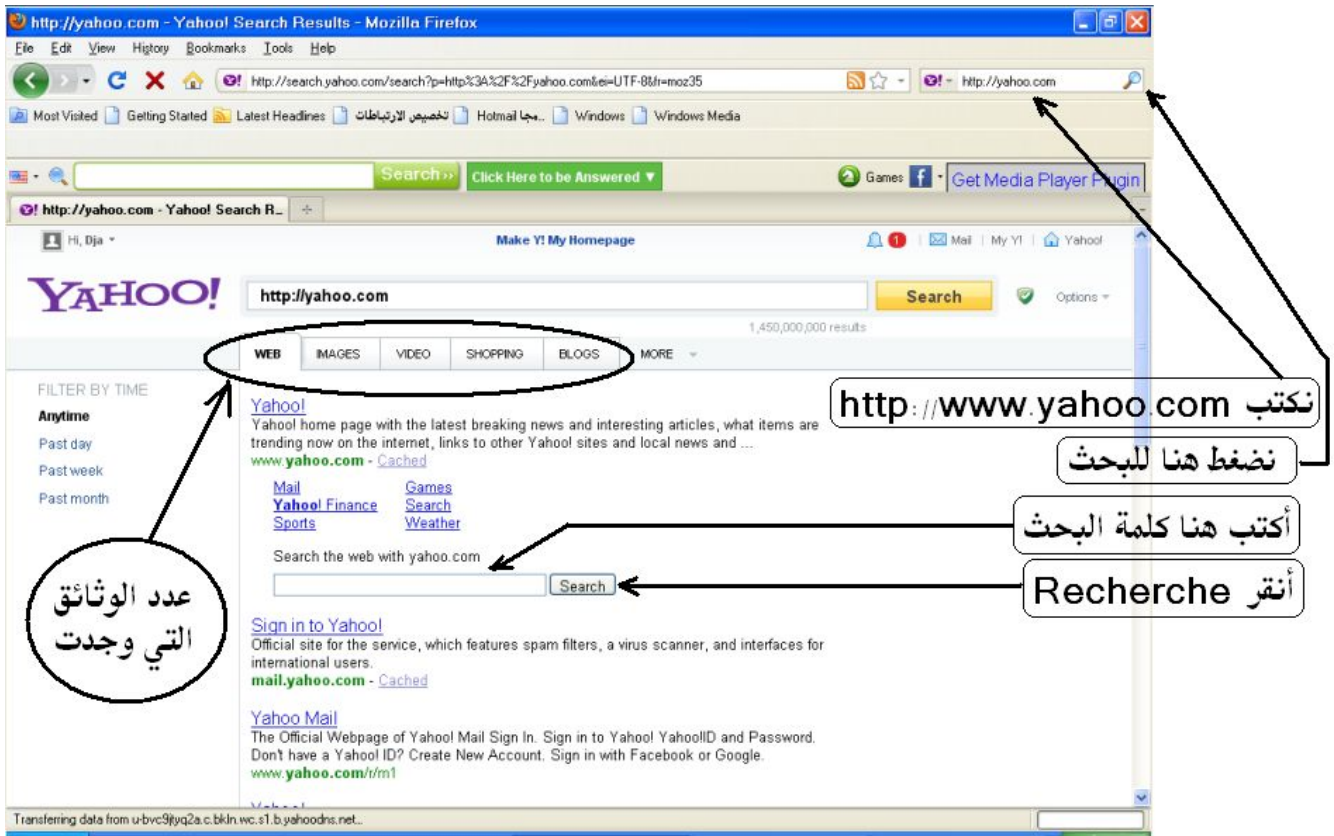 http://yahoo.com - Yahoo! Search Results - Mozilla Firefox
File Edit View History Bookmarks Tools Help
http://search.yahoo.com/search?p=http%3A%2F%2Fyahoo.com&ei=UTF-8&fr=moz35
http://yahoo.com
Most Visited Getting Started Latest Headlines تخصيص الارتباطات Hotmail مجا... Windows Windows Media
Search»
Click Here to be Answered ▼
Games
Get Media Player Plugin
http://yahoo.com - Yahoo! Search R...
Hi, Dja
Make Y! My Homepage
1 | Mail | My Y! | Yahoo!
YAHOO!
http://yahoo.com
Search
Options
1,450,000,000 results
WEB IMAGES VIDEO SHOPPING BLOGS MORE
FILTER BY TIME
Anytime
Past day
Past week
Past month
Yahoo!
Yahoo! home page with the latest breaking news and interesting articles, what items are
trending now on the internet, links to other Yahoo! sites and local news and ...
www.yahoo.com - Cached
Mail Games
Yahoo! Finance Search
Sports Weather
Search the web with yahoo.com
Search
Sign in to Yahoo!
Official site for the service, which features spam filters, a virus scanner, and interfaces for
international users.
mail.yahoo.com - Cached
Yahoo Mail
The Official Webpage of Yahoo! Mail Sign In. Sign in to Yahoo! YahooIID and Password.
Don't have a Yahoo! ID? Create New Account. Sign in with Facebook or Google.
www.yahoo.com/r/m1
نكتب http://www.yahoo.com
نضغط هنا للبحث
أكتب هنا كلمة البحث
أنقر Recherche
عدد الوثائق
التي وجدت
Transferring data from u-bvc9jtyq2a.c.bkln.wc.s1.b.yahoodns.net...